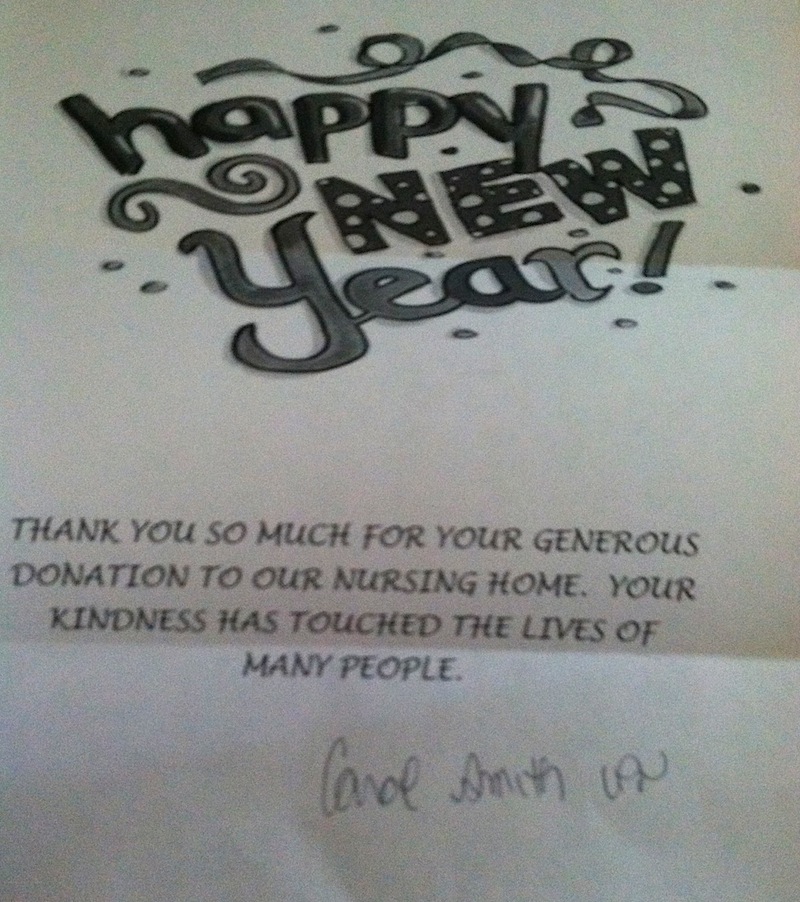 happy
NEW
Year!
THANK YOU SO MUCH FOR YOUR GENEROUS
DONATION TO OUR NURSING HOME. YOUR
KINDNESS HAS TOUCHED THE LIVES OF
MANY PEOPLE.
Carol Smith